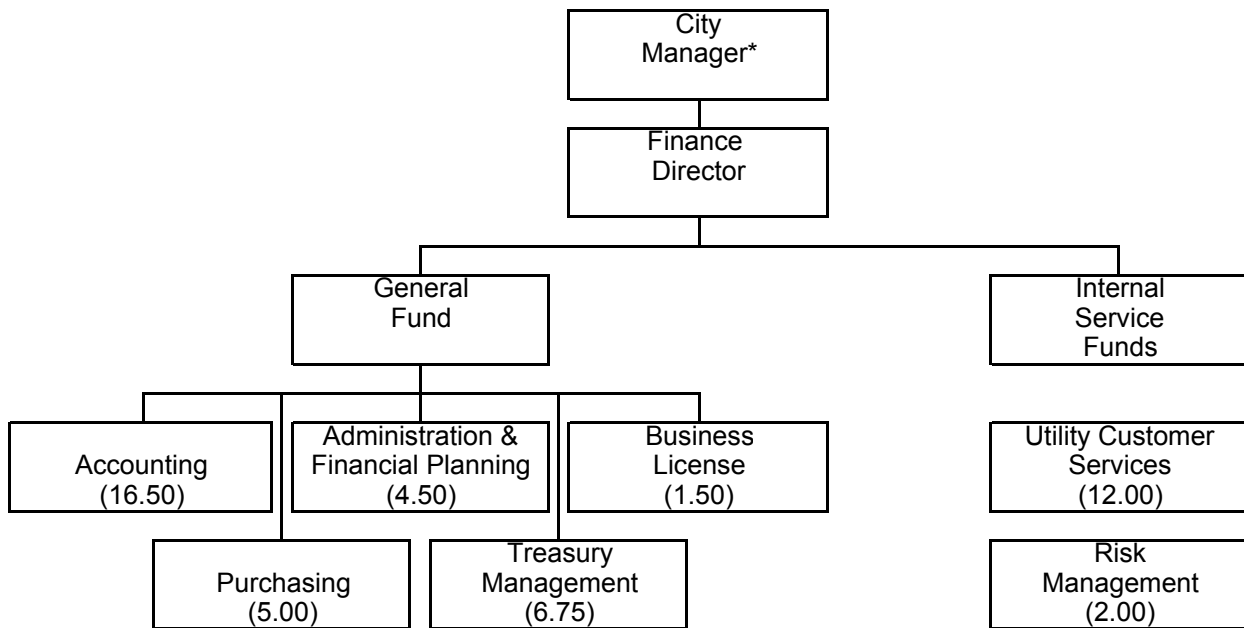 City
Manager*
Finance
Director
General
Fund
Internal
Service
Funds
Accounting
(16.50)
Administration &
Financial Planning
(4.50)
Business
License
(1.50)
Utility Customer
Services
(12.00)
Purchasing
(5.00)
Treasury
Management
(6.75)
Risk
Management
(2.00)